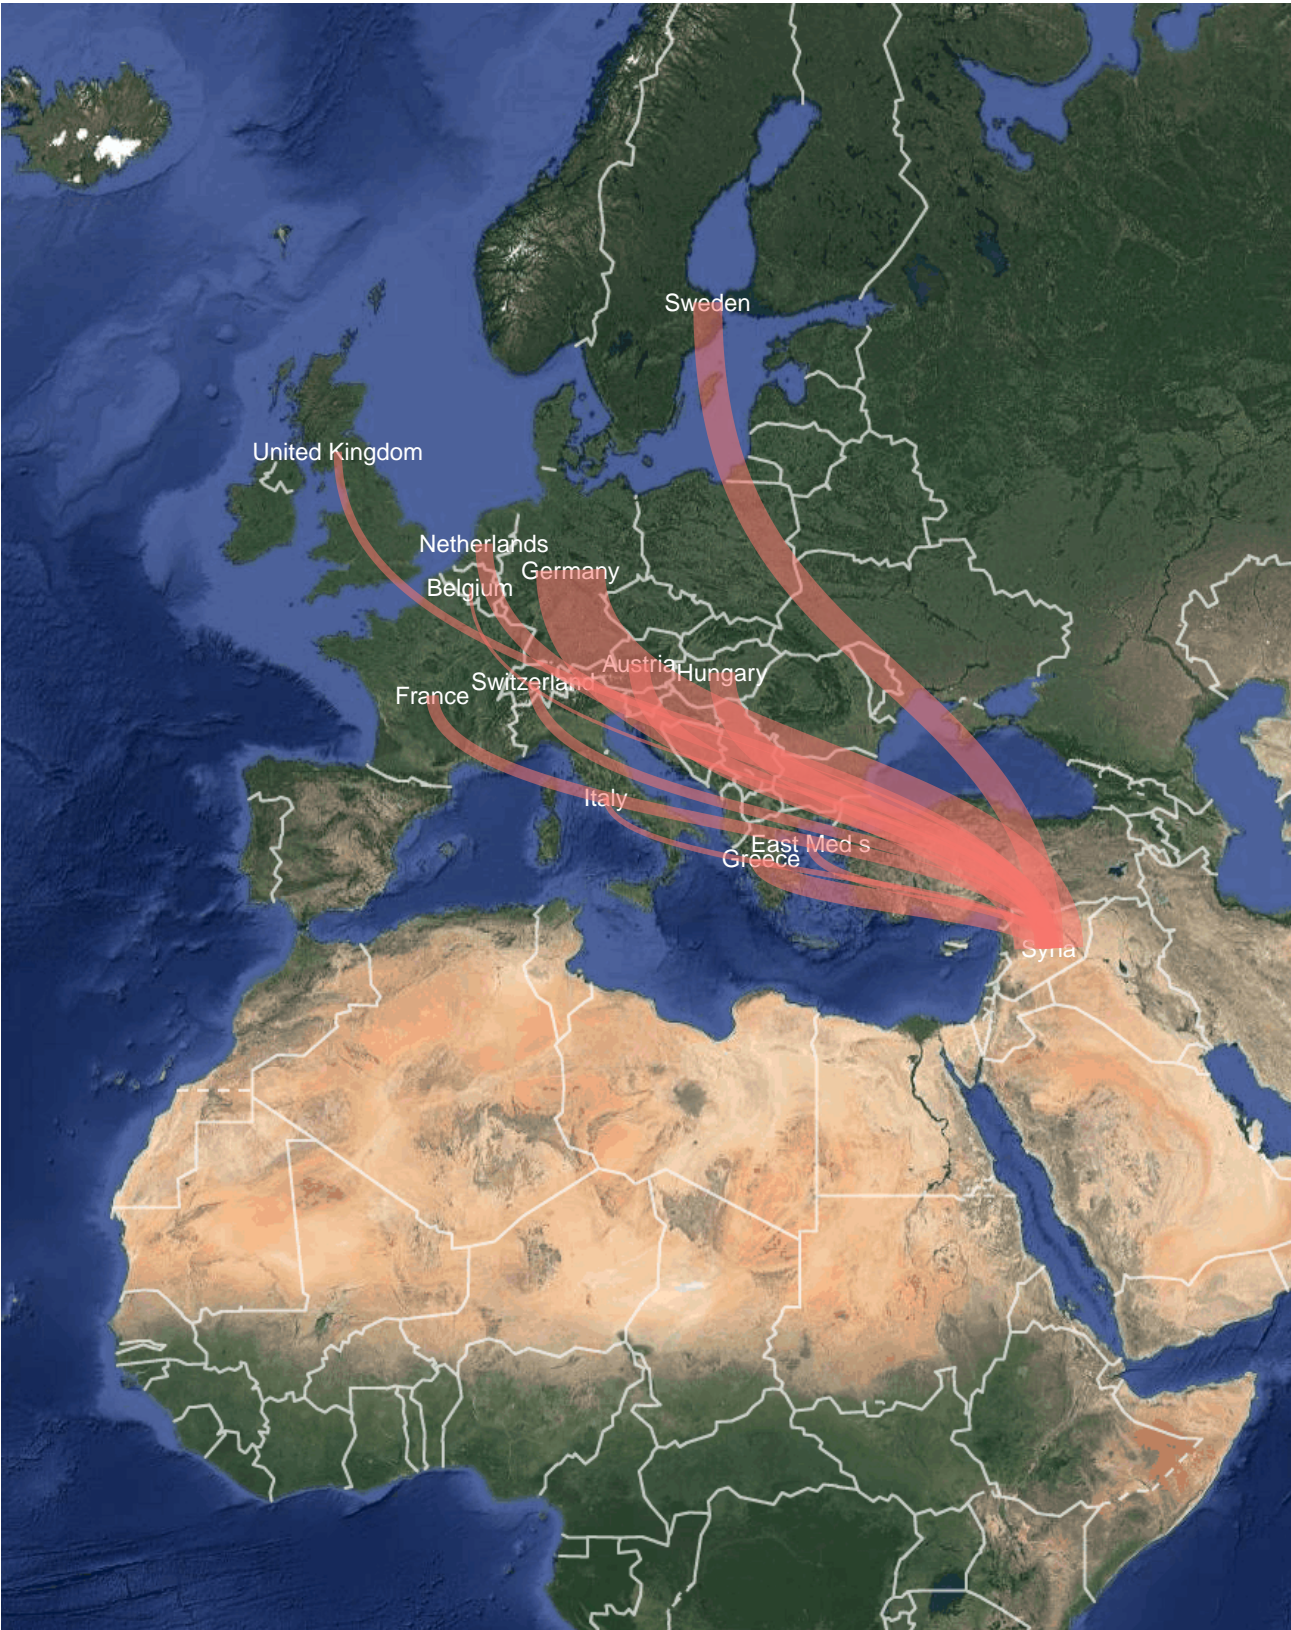 Sweden
United Kingdom
Netherlands
Germany
Belgium
Austria
Hungary
Switzerland
France
Italy
East Med s
Greece
Syria